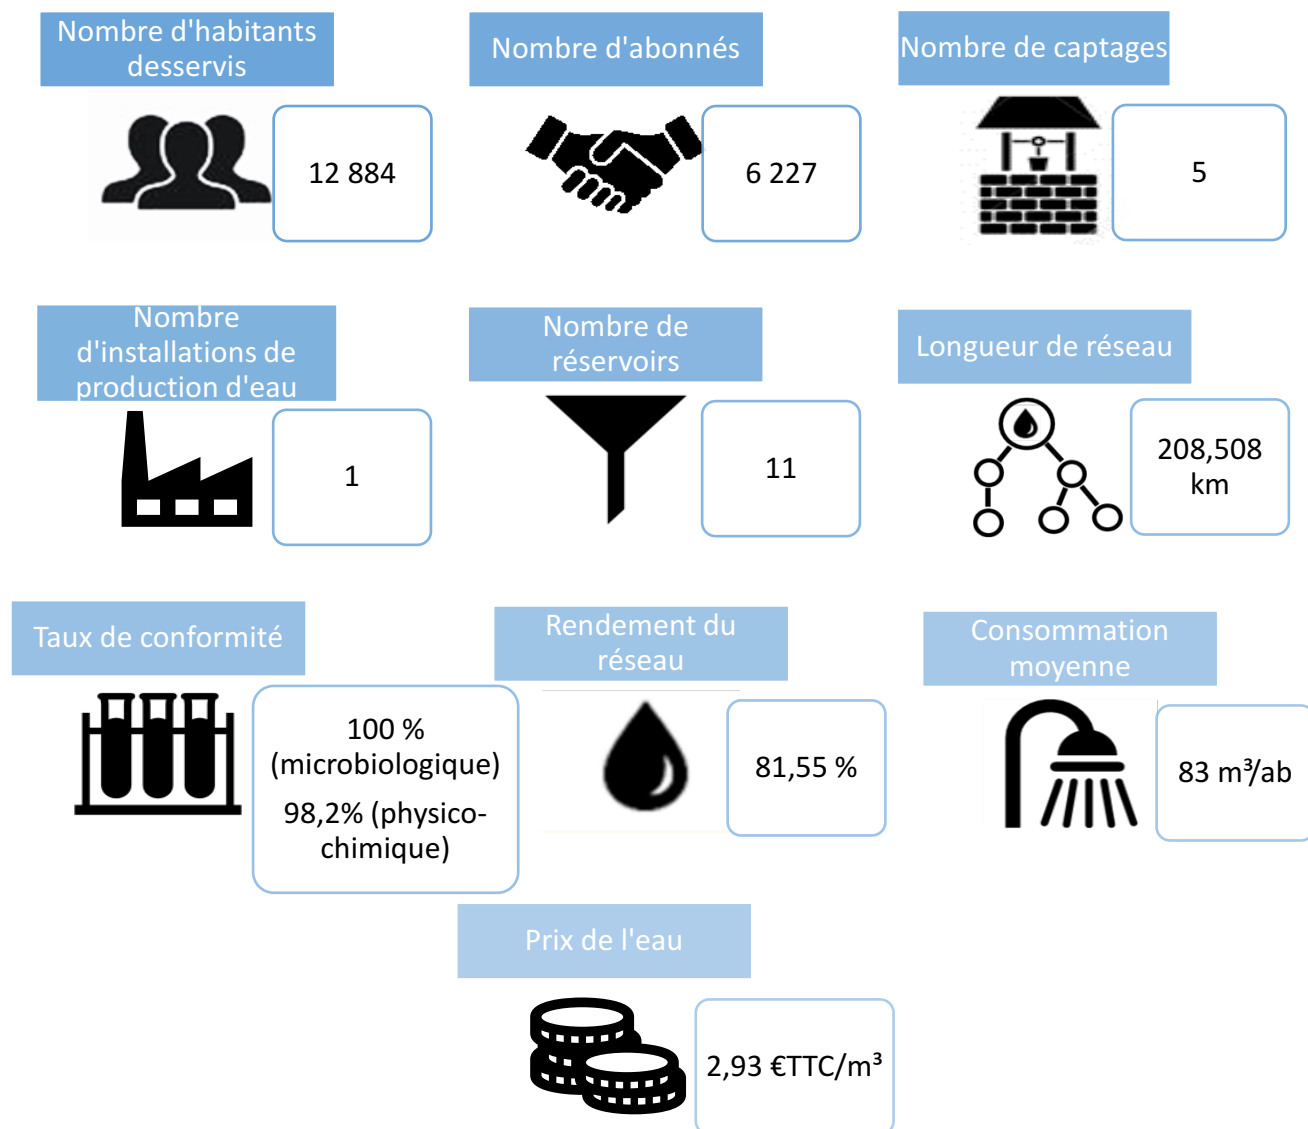 Nombre d'habitants
desservis
12 884
Nombre d'abonnés
6 227
Nombre de captages
5
Nombre
d'installations de
production d'eau
1
Nombre de
réservoirs
11
Longueur de réseau
208,508
km
Taux de conformité
100 %
(microbiologique)
98,2% (physico-
chimique)
Rendement du
réseau
81,55 %
Consommation
moyenne
83 m³/ab
Prix de l'eau
2,93 €TTC/m³